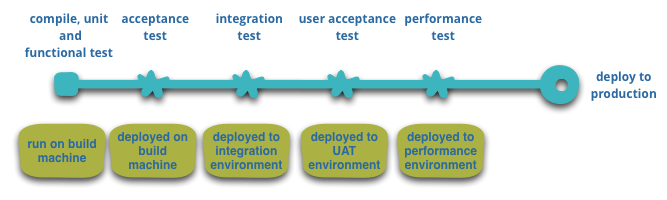 compile, unit
and
functional test
acceptance
test
integration
test
user acceptance
test
performance
test
deploy to
production
run on build
machine
deployed on
build
machine
deployed to
integration
environment
deployed to
UAT
environment
deployed to
performance
environment